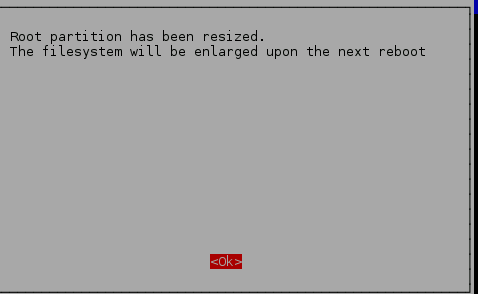 Root partition has been resized.
The filesystem will be enlarged upon the next reboot
<Ok>